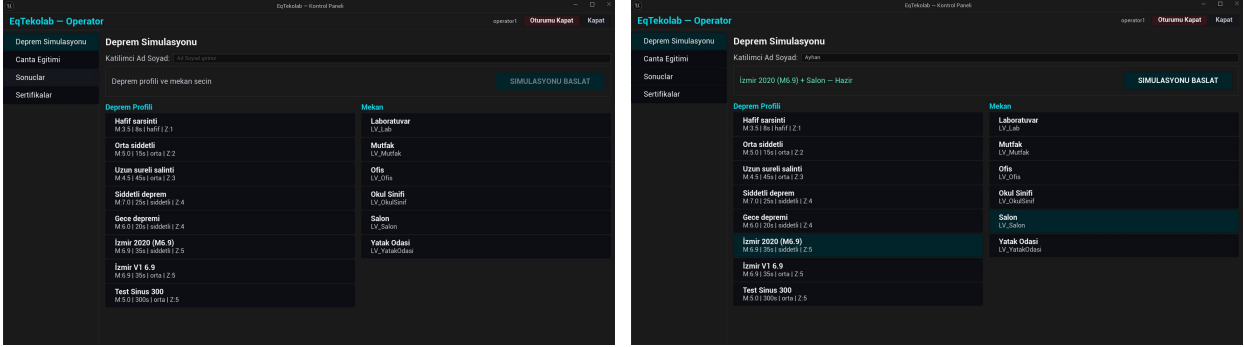 EqTekolab — Kontrol Paneli
EqTekolab — Operator
operator1 Oturumu Kapat Kapat
Deprem Simulasyonu
Canta Egitimi
Sonuclar
Sertifikalar
Deprem Simulasyonu
Katilimci Ad Soyad: Ad Soyad giriniz
Deprem profili ve mekan secin
SIMULASYONU BASLAT
Deprem Profili
Hafif sarsinti
M:3.5 | 8s | hafif | Z:1
Orta siddetli
M:5.0 | 15s | orta | Z:2
Uzun sureli salinti
M:4.5 | 45s | orta | Z:3
Siddetli deprem
M:7.0 | 25s | siddetli | Z:4
Gece depremi
M:6.0 | 20s | siddetli | Z:4
İzmir 2020 (M6.9)
M:6.9 | 35s | siddetli | Z:5
İzmir V1 6.9
M:6.9 | 35s | orta | Z:5
Test Sinus 300
M:5.0 | 300s | orta | Z:5
Mekan
Laboratuvar
LV_Lab
Mutfak
LV_Mutfak
Ofis
LV_Ofis
Okul Sinifi
LV_OkulSinif
Salon
LV_Salon
Yatak Odasi
LV_YatakOdasi
EqTekolab — Kontrol Paneli
EqTekolab — Operator
operator1 Oturumu Kapat Kapat
Deprem Simulasyonu
Canta Egitimi
Sonuclar
Sertifikalar
Deprem Simulasyonu
Katilimci Ad Soyad: Ayhan
İzmir 2020 (M6.9) + Salon — Hazir
SIMULASYONU BASLAT
Deprem Profili
Hafif sarsinti
M:3.5 | 8s | hafif | Z:1
Orta siddetli
M:5.0 | 15s | orta | Z:2
Uzun sureli salinti
M:4.5 | 45s | orta | Z:3
Siddetli deprem
M:7.0 | 25s | siddetli | Z:4
Gece depremi
M:6.0 | 20s | siddetli | Z:4
İzmir 2020 (M6.9)
M:6.9 | 35s | siddetli | Z:5
İzmir V1 6.9
M:6.9 | 35s | orta | Z:5
Test Sinus 300
M:5.0 | 300s | orta | Z:5
Mekan
Laboratuvar
LV_Lab
Mutfak
LV_Mutfak
Ofis
LV_Ofis
Okul Sinifi
LV_OkulSinif
Salon
LV_Salon
Yatak Odasi
LV_YatakOdasi